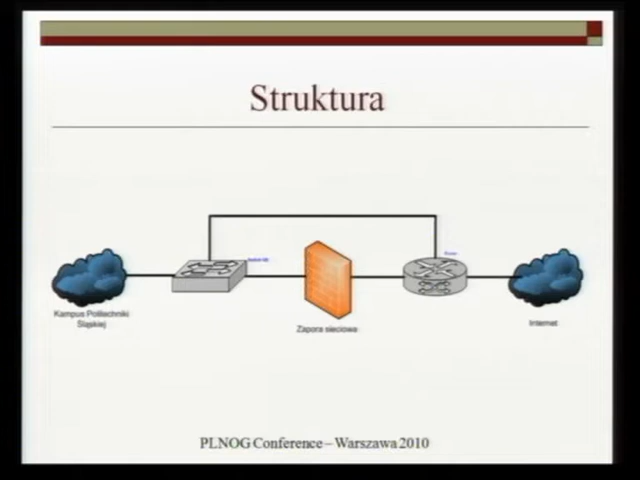 Struktura
Kampus Politechniki
Śląskiej
Zapora sieciowa
Internet
PLNOG Conference – Warszawa 2010